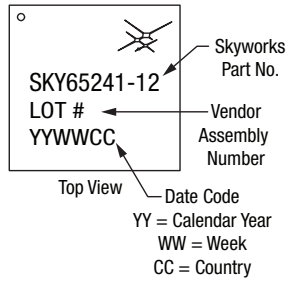 SKY65241-12
LOT #
YYWWCC
Skyworks
Part No.
Vendor
Assembly
Number
Top View
Date Code
YY = Calendar Year
WW = Week
CC = Country